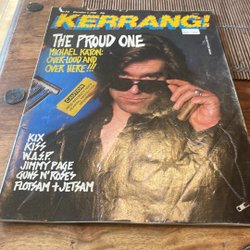 KERRANG!
THE PROUD ONE
MICHAEL KATON:
OVER-LOUD AND
OVER HERE!!!
KIX
KISS
W.A.S.P.
JIMMY PAGE
GUNS N' ROSES
FLOTSAM + JETSAM